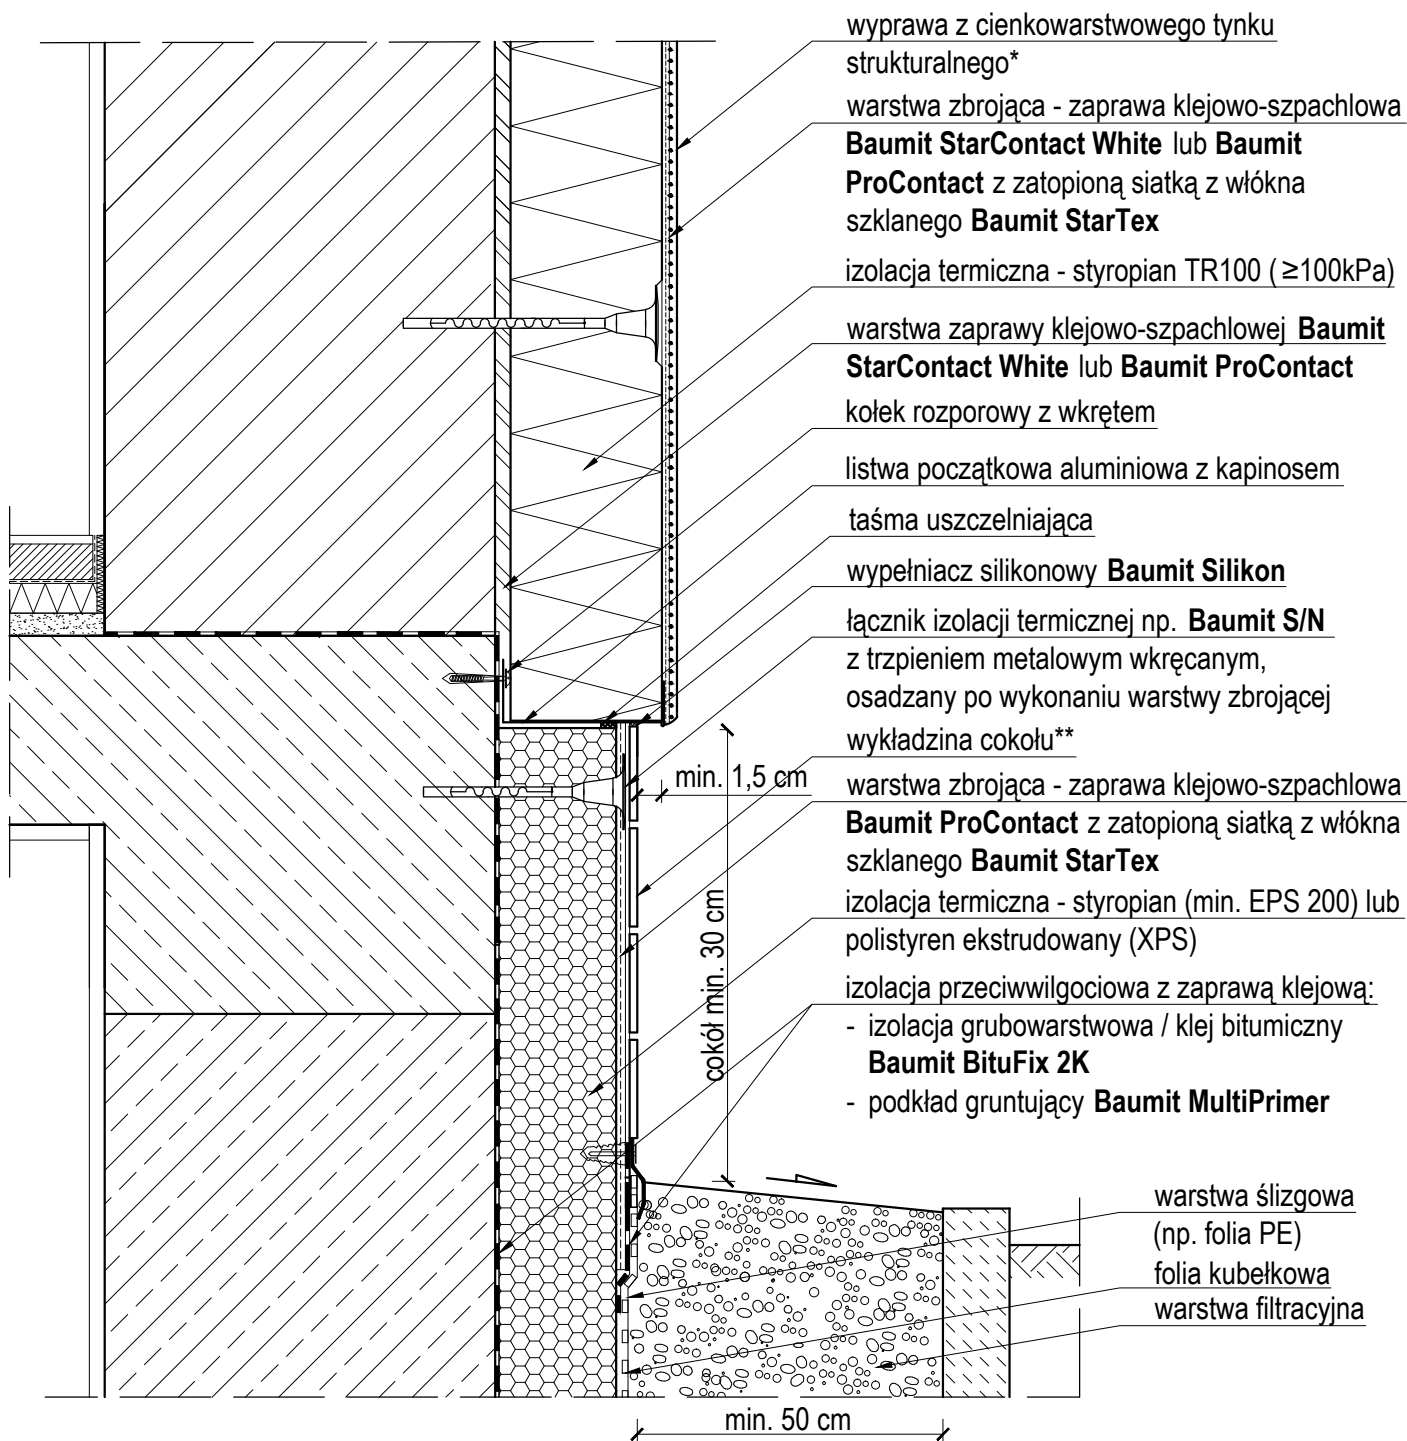 wyprawa z cienkowarstwowego tynku
strukturalnego*
warstwa zbrojąca - zaprawa klejowo-szpachlowa
Baumit StarContact White lub Baumit
ProContact z zatopioną siatką z włókna
szklanego Baumit StarTex
izolacja termiczna - styropian TR100 ( ≥100kPa)
warstwa zaprawy klejowo-szpachlowej Baumit
StarContact White lub Baumit ProContact
kołek rozporowy z wkrętem
listwa początkowa aluminiowa z kapinosem
taśma uszczelniająca
wypełniacz silikonowy Baumit Silikon
łącznik izolacji termicznej np. Baumit S/N
z trzpieniem metalowym wkręcanym,
osadzany po wykonaniu warstwy zbrojącej
wykładzina cokołu**
min. 1,5 cm
warstwa zbrojąca - zaprawa klejowo-szpachlowa
Baumit ProContact z zatopioną siatką z włókna
szklanego Baumit StarTex
izolacja termiczna - styropian (min. EPS 200) lub
polistyren ekstrudowany (XPS)
cokół min. 30 cm
izolacja przeciwwilgociowa z zaprawą klejową:
- izolacja grubowarstwowa / klej bitumiczny
Baumit BituFix 2K
- podkład gruntujący Baumit MultiPrimer
warstwa ślizgowa
(np. folia PE)
folia kubełkowa
warstwa filtracyjna
min. 50 cm